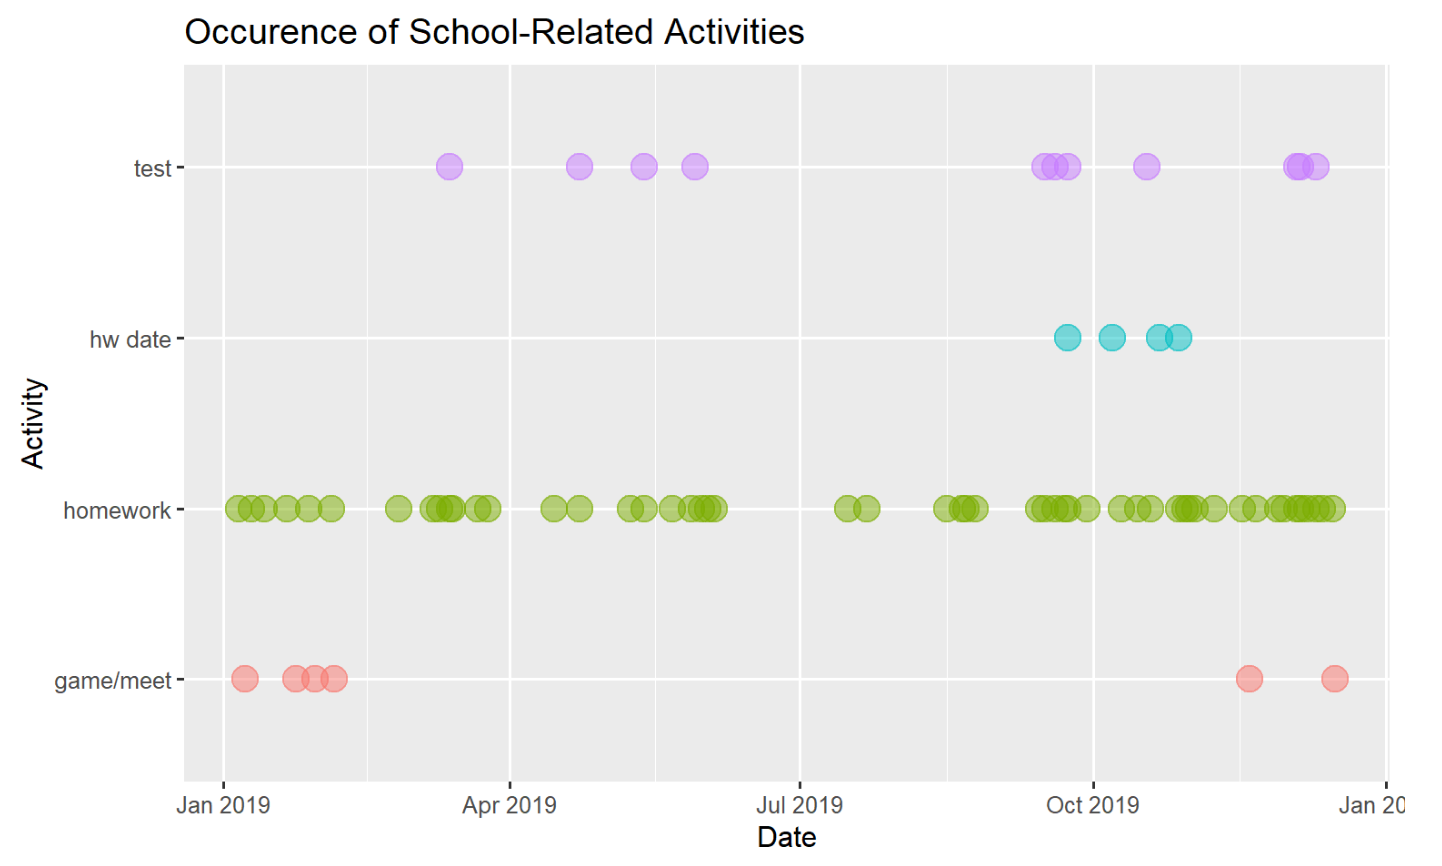 Occurence of School-Related Activities
test
hw date
homework
game/meet
Activity
Jan 2019 Apr 2019 Jul 2019 Oct 2019 Jan 20
Date